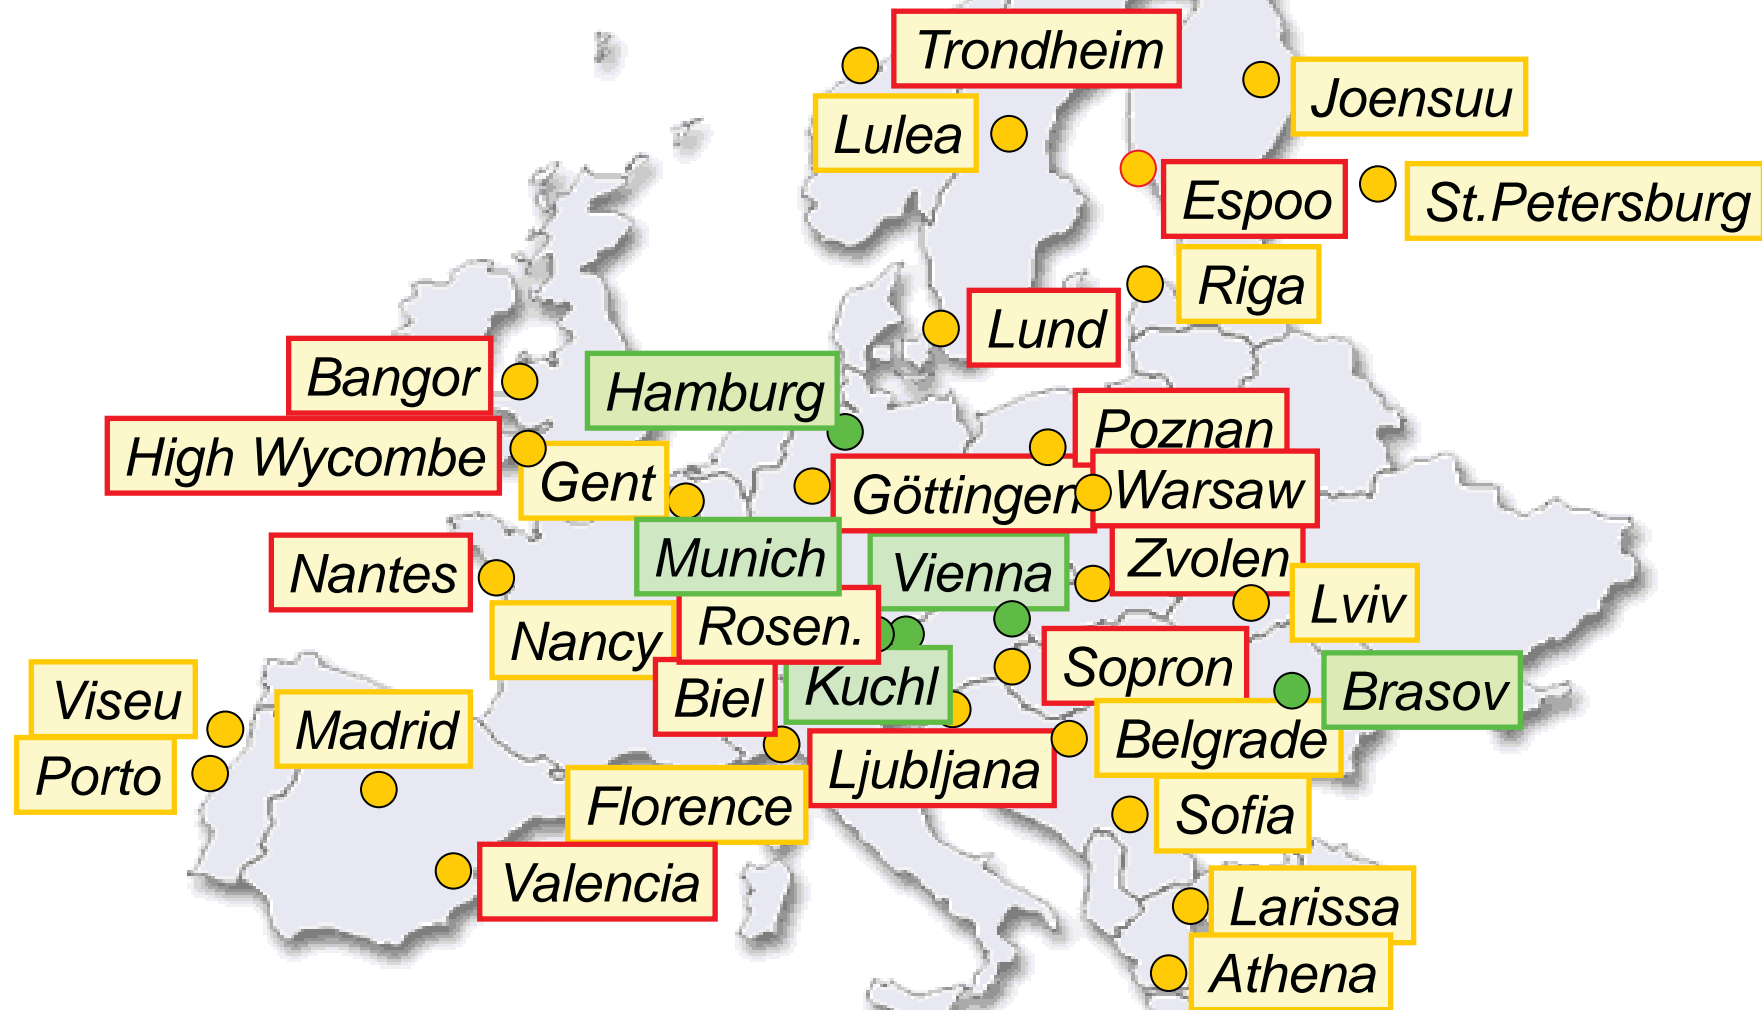 Trondheim
Joensuu
Lulea
Espoo
St.Petersburg
Riga
Lund
Bangor
Hamburg
Poznan
High Wycombe
Gent
Göttingen
Warsaw
Munich
Vienna
Zvolen
Nantes
Lviv
Nancy
Rosen.
Sopron
Biel
Kuchl
Brasov
Viseu
Madrid
Belgrade
Porto
Ljubljana
Florence
Sofia
Valencia
Larissa
Athena